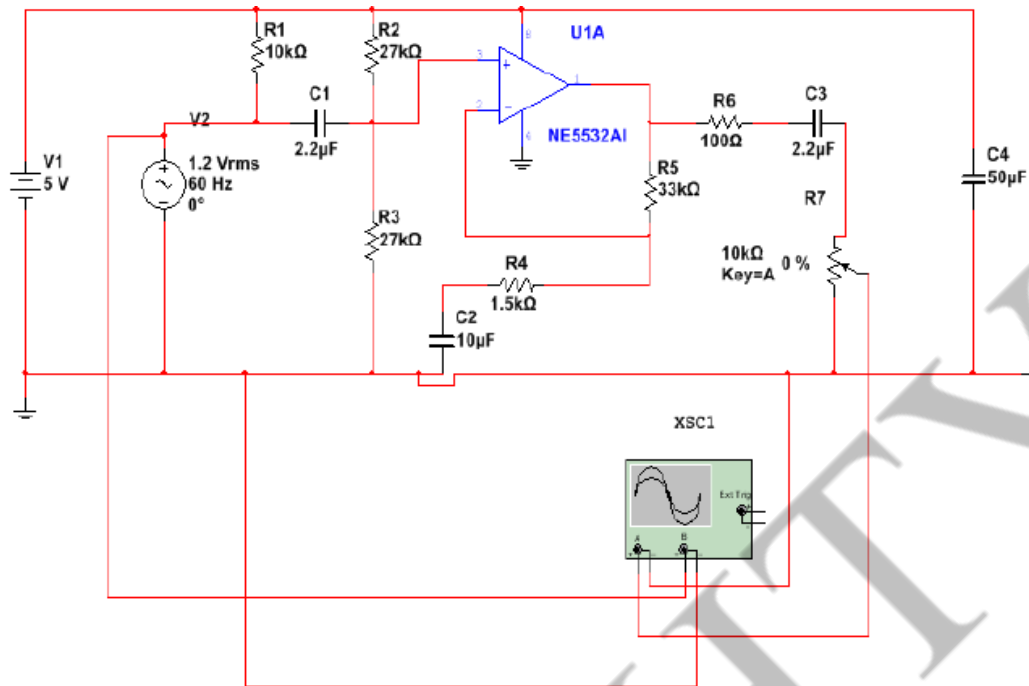 R1
10kΩ
R2
27kΩ
U1A
8
3
+
1
2
−
4
NE5532AI
C1
2.2µF
V2
1.2 Vrms
60 Hz
0°
V1
5 V
R6
100Ω
C3
2.2µF
C4
50µF
R5
33kΩ
R7
R3
27kΩ
10kΩ 0 %
Key=A
R4
1.5kΩ
C2
10µF
XSC1
Ext Trig
A
B
ITY